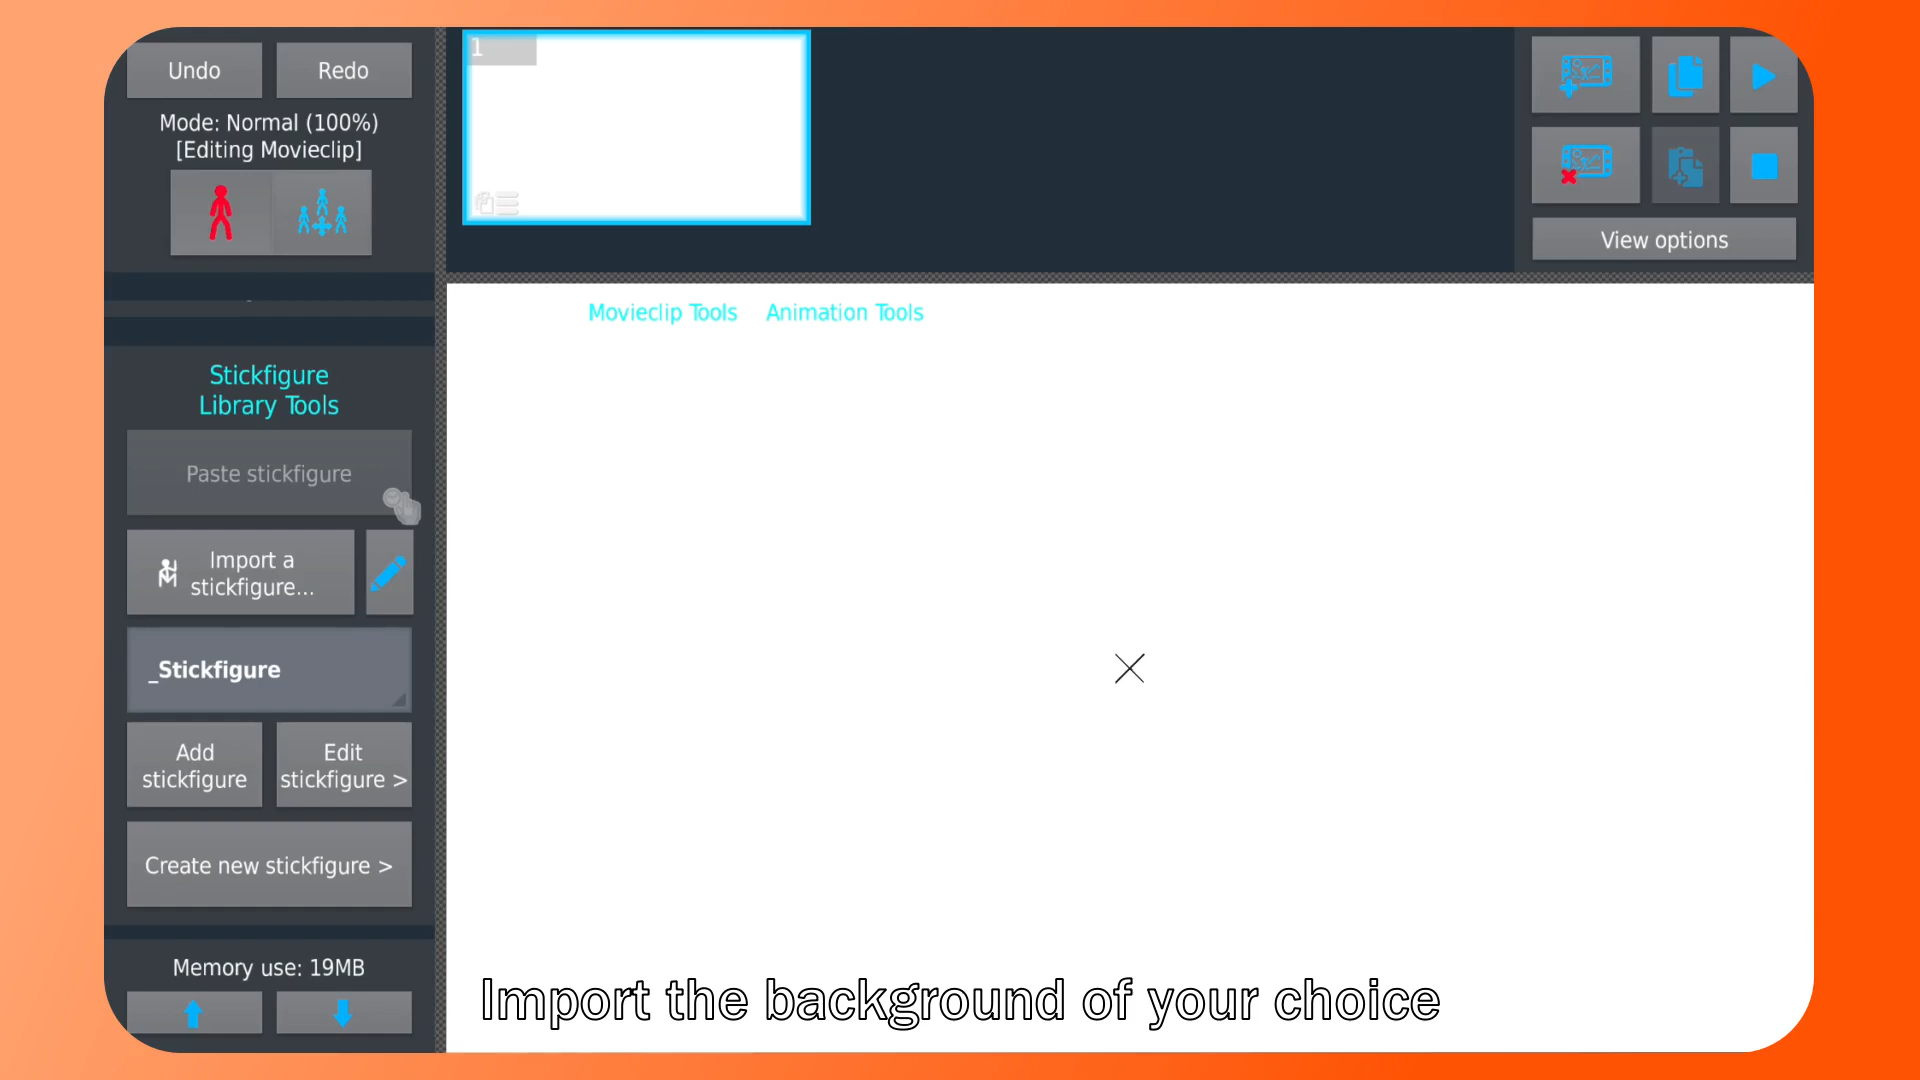 Undo
Redo
Mode: Normal (100%)
[Editing Movieclip]
1
View options
Movieclip Tools
Animation Tools
Stickfigure
Library Tools
Paste stickfigure
Import a
stickfigure...
_Stickfigure
Add
stickfigure
Edit
stickfigure >
Create new stickfigure >
Memory use: 19MB
Import the background of your choice